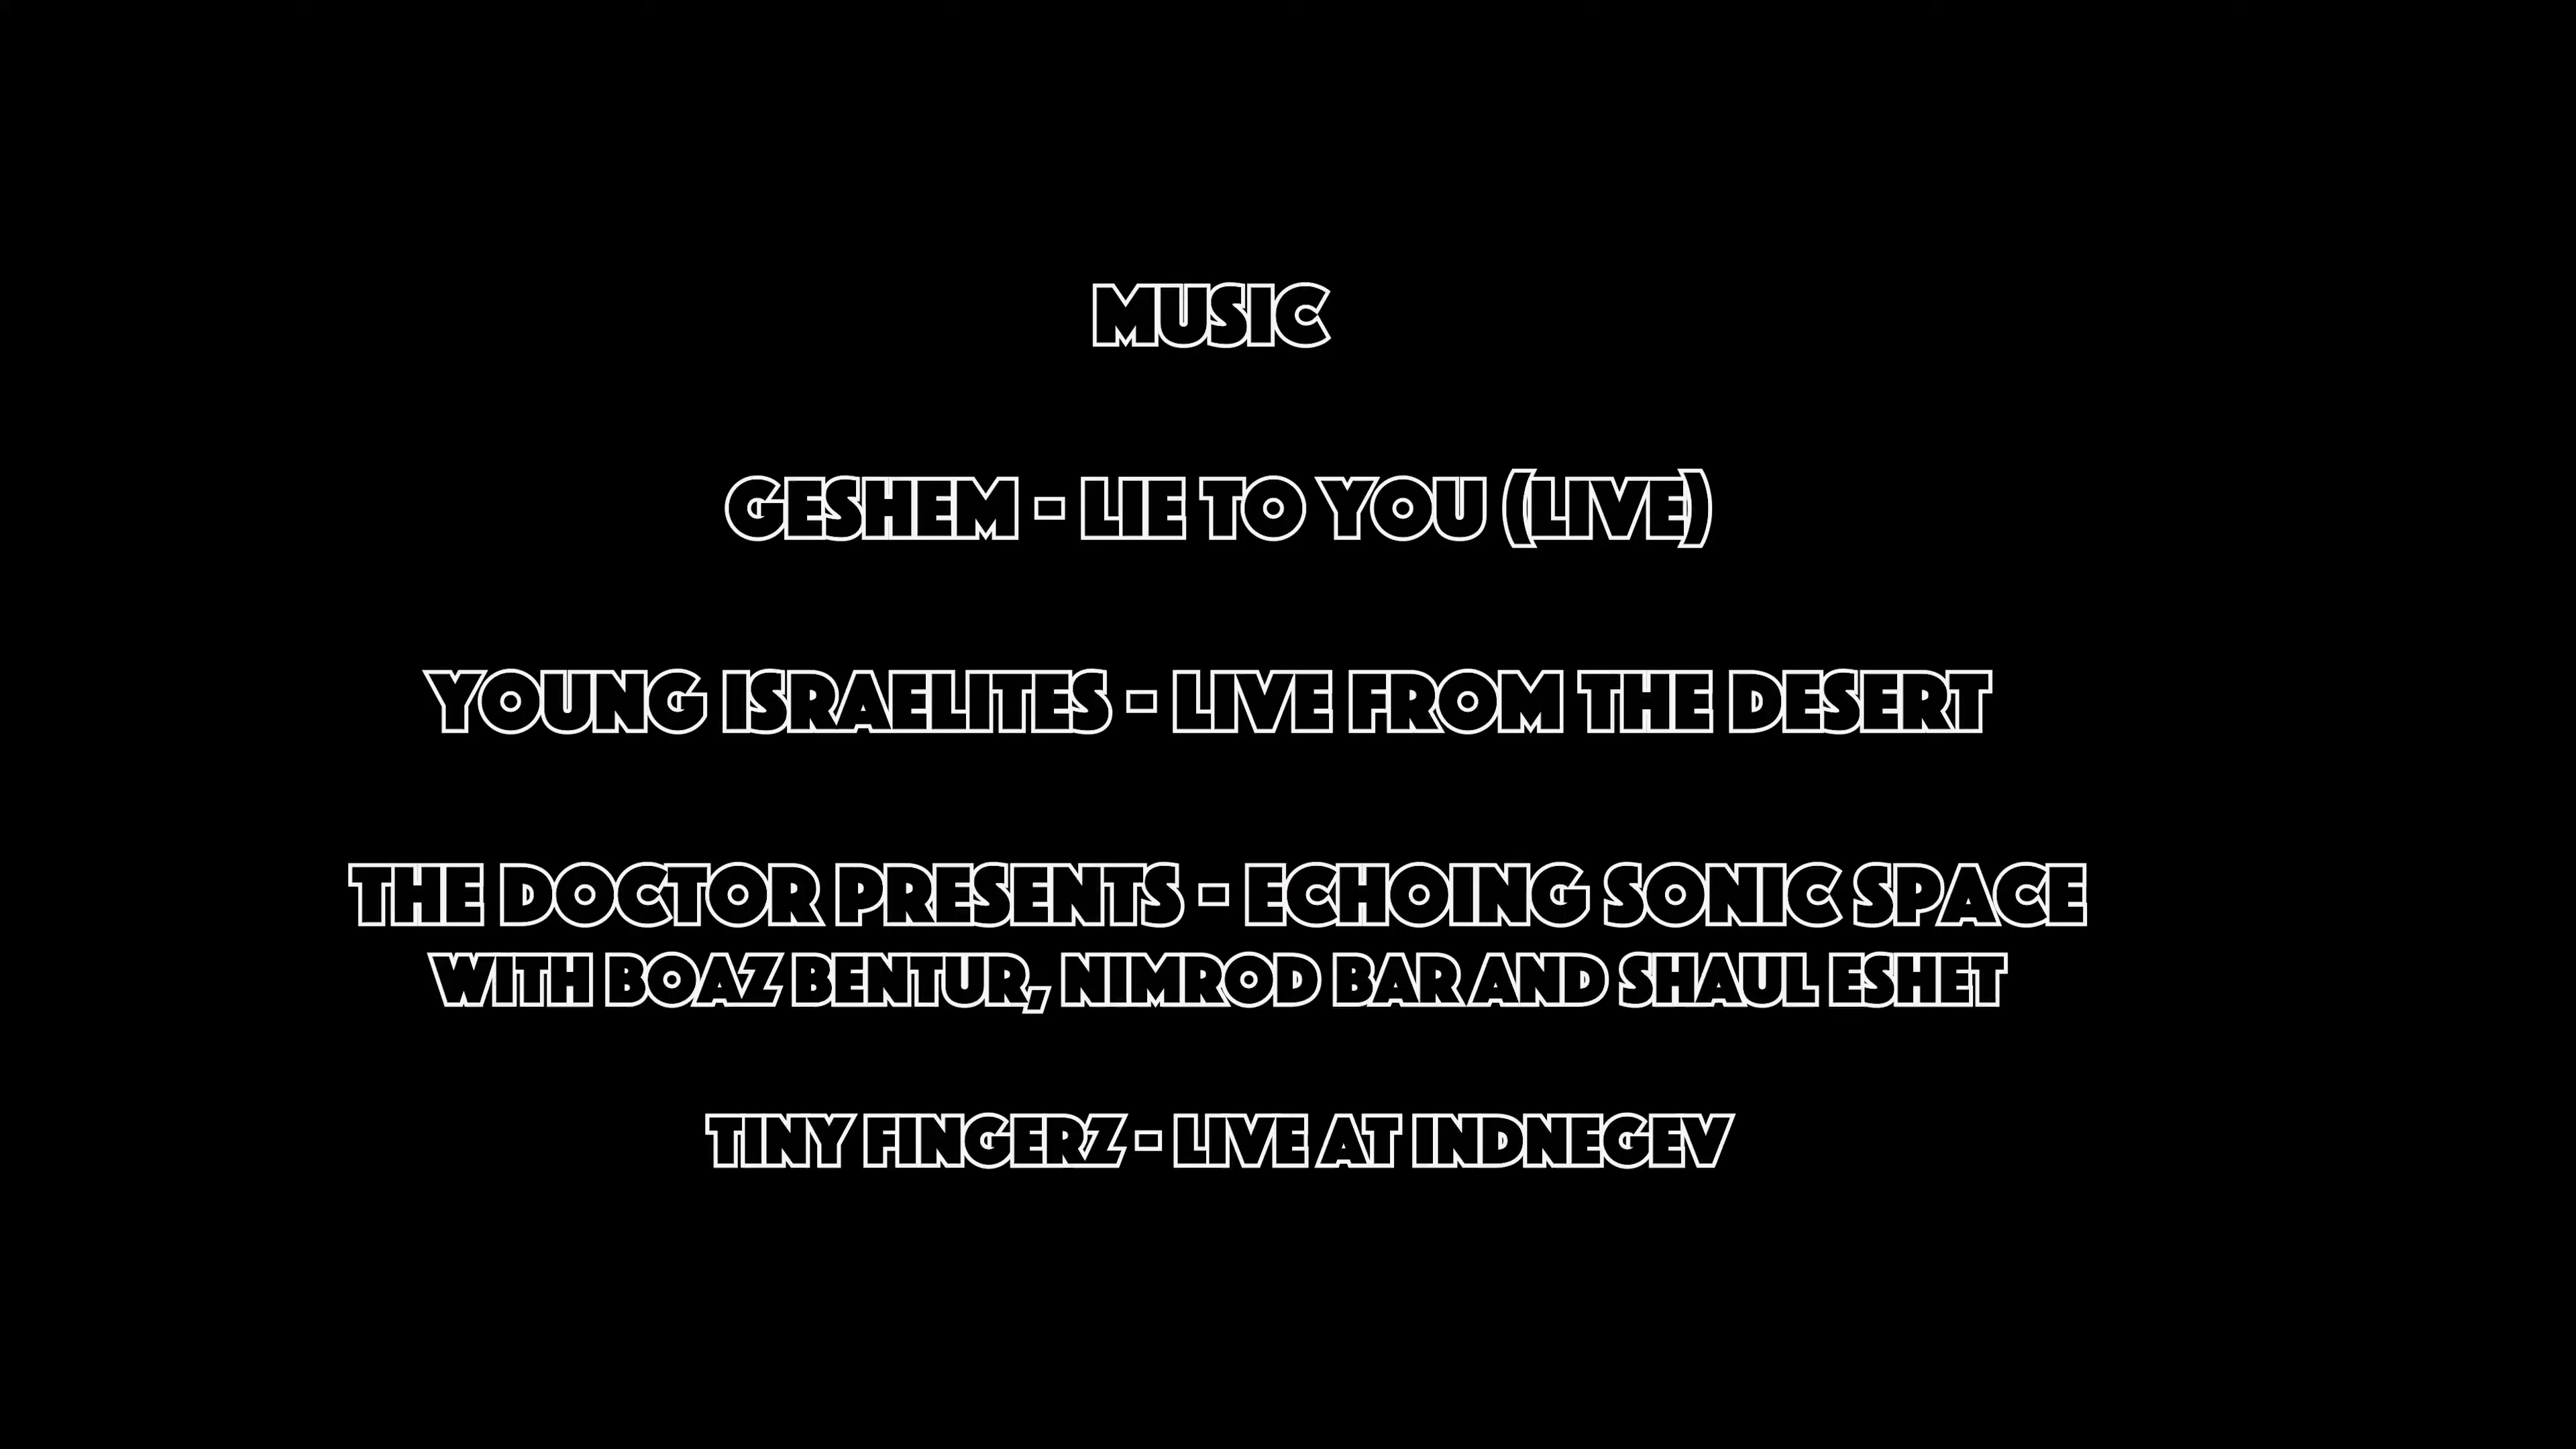 MUSIC
GESHEM - LIE TO YOU (LIVE)
YOUNG ISRAELITES - LIVE FROM THE DESERT
THE DOCTOR PRESENTS - ECHOING SONIC SPACE
WITH BOAZ BENTUR, NIMROD BAR AND SHAUL ESHET
TINY FINGERZ - LIVE AT INDNEGEV